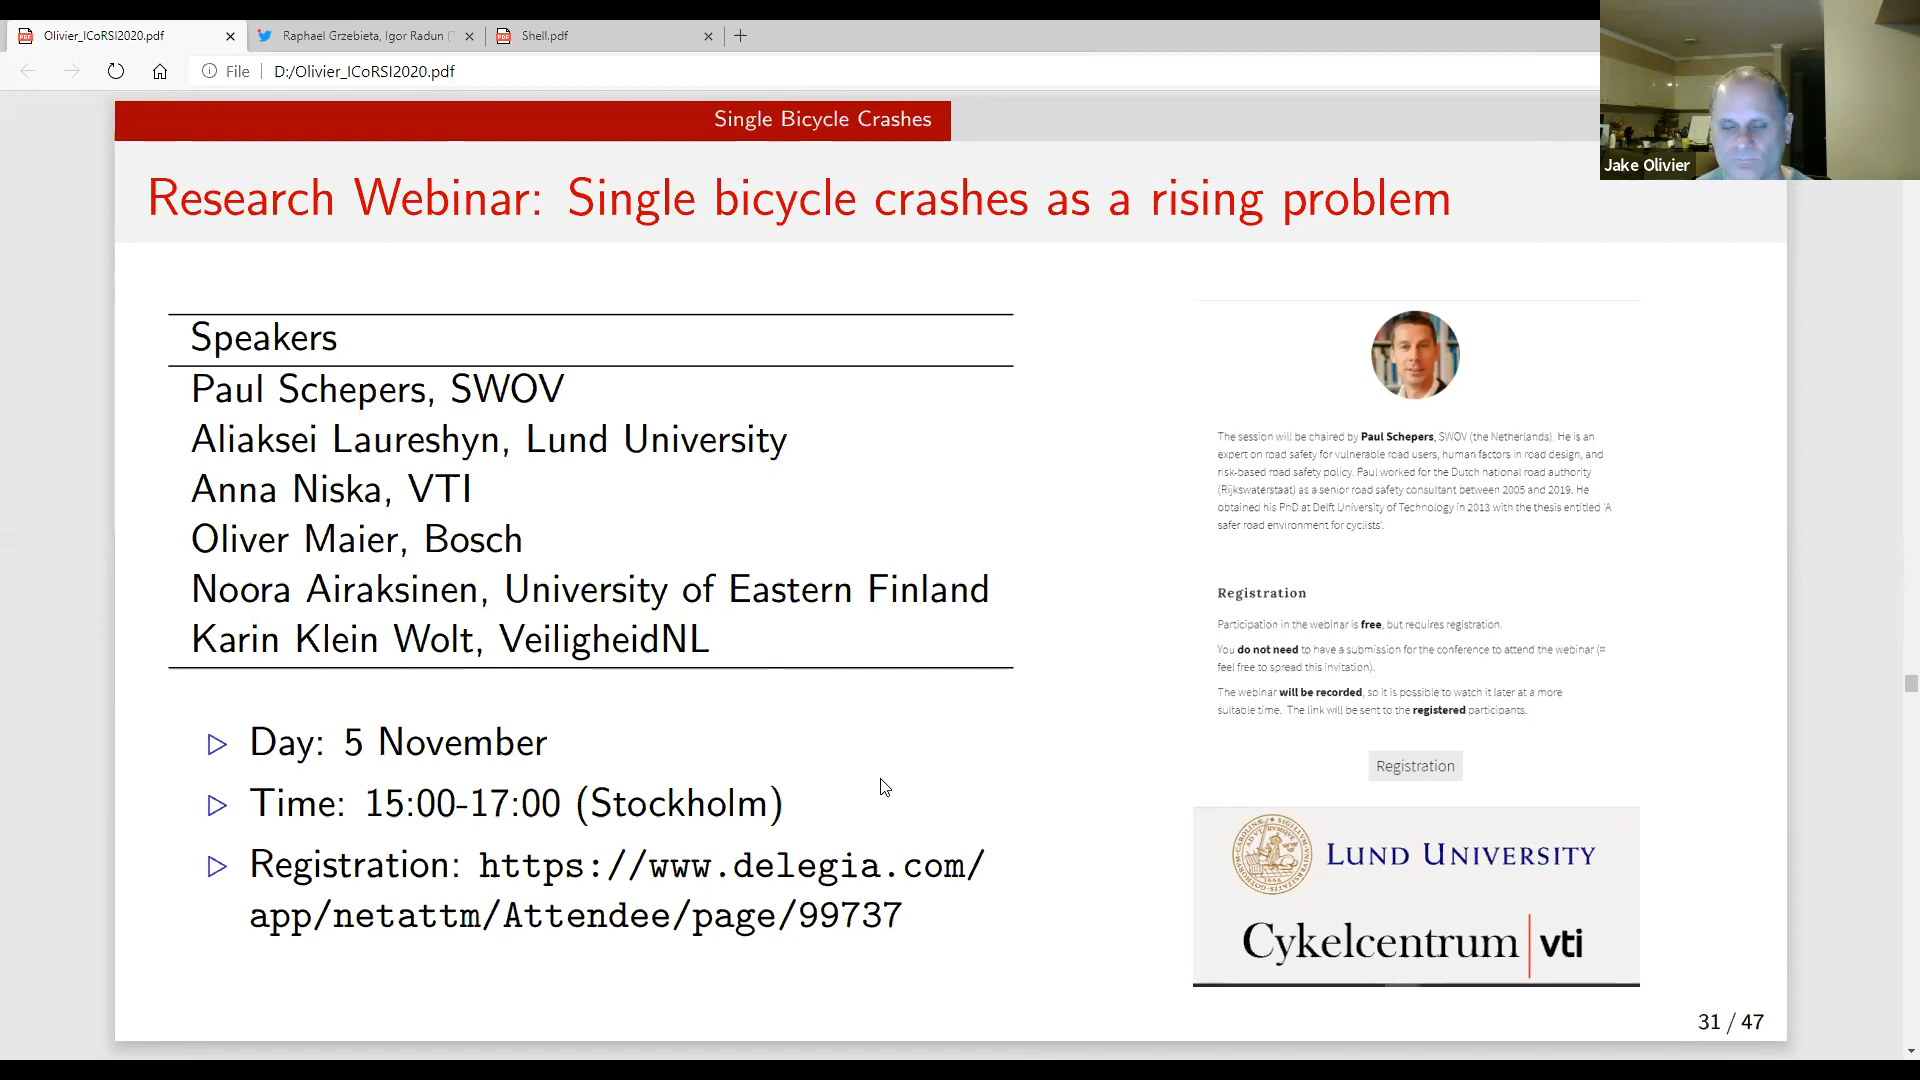 Olivier_ICoRSI2020.pdf
Raphael Grzebieta, Igor Radun (
Shell.pdf
File
D:/Olivier_ICoRSI2020.pdf
Jake Olivier
Single Bicycle Crashes
Research Webinar: Single bicycle crashes as a rising problem
Speakers
Paul Schepers, SWOV
Aliaksei Laureshyn, Lund University
Anna Niska, VTI
Oliver Maier, Bosch
Noora Airaksinen, University of Eastern Finland
Karin Klein Wolt, VeiligheidNL
Day: 5 November
Time: 15:00-17:00 (Stockholm)
Registration: https://www.delegia.com/
app/netattm/Attendee/page/99737
The session will be chaired by Paul Schepers, SWOV (the Netherlands). He is an
expert on road safety for vulnerable road users, human factors in road design, and
risk-based road safety policy. Paul worked for the Dutch national road authority
(Rijkswaterstaat) as a senior road safety consultant between 2005 and 2019. He
obtained his PhD at Delft University of Technology in 2013 with the thesis entitled 'A
safer road environment for cyclists'.
Registration
Participation in the webinar is free, but requires registration.
You do not need to have a submission for the conference to attend the webinar (=
feel free to spread this invitation).
The webinar will be recorded, so it is possible to watch it later at a more
suitable time. The link will be sent to the registered participants.
Registration
LUND UNIVERSITY
Cykelcentrum vti
31 / 47